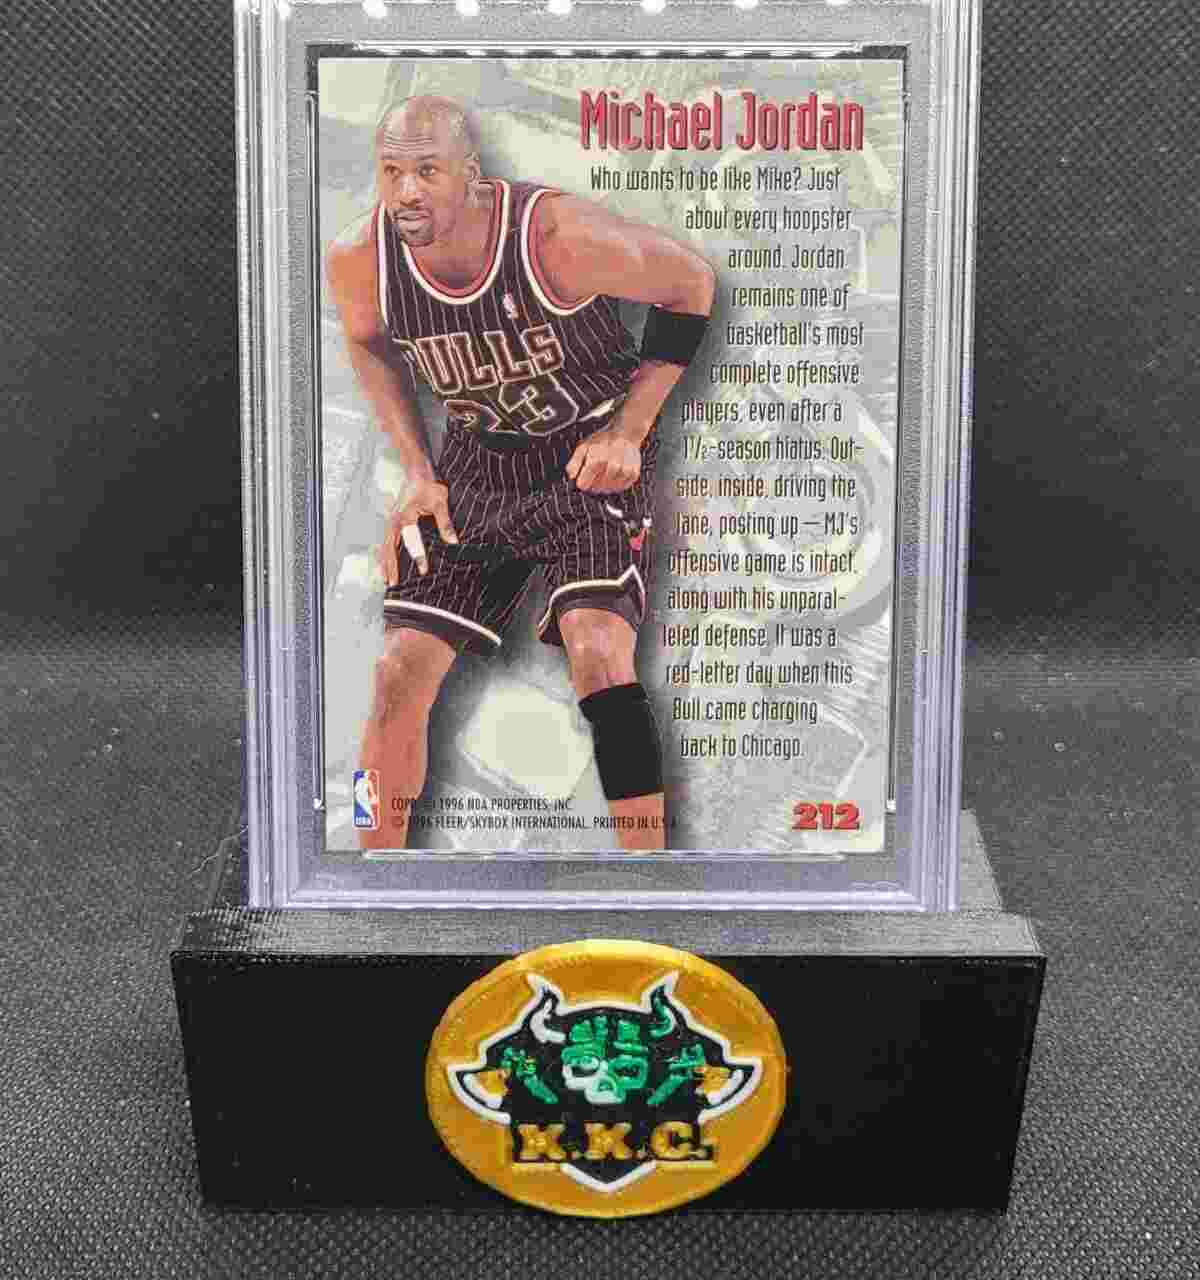 Michael Jordan
Who wants to be like Mike? Just
about every hoopster
around. Jordan
remains one of
basketball's most
complete offensive
players, even after a
1½-season hiatus. Out-
side, inside, driving the
lane, posting up — MJ's
offensive game is intact,
along with his unparal-
leled defense. It was a
red-letter day when this
Bull came charging
back to Chicago.
BULLS
23
COPR. © 1996 NBA PROPERTIES, INC.
© 1996 FLEER/SKYBOX INTERNATIONAL. PRINTED IN U.S.A
212
K.K.C.